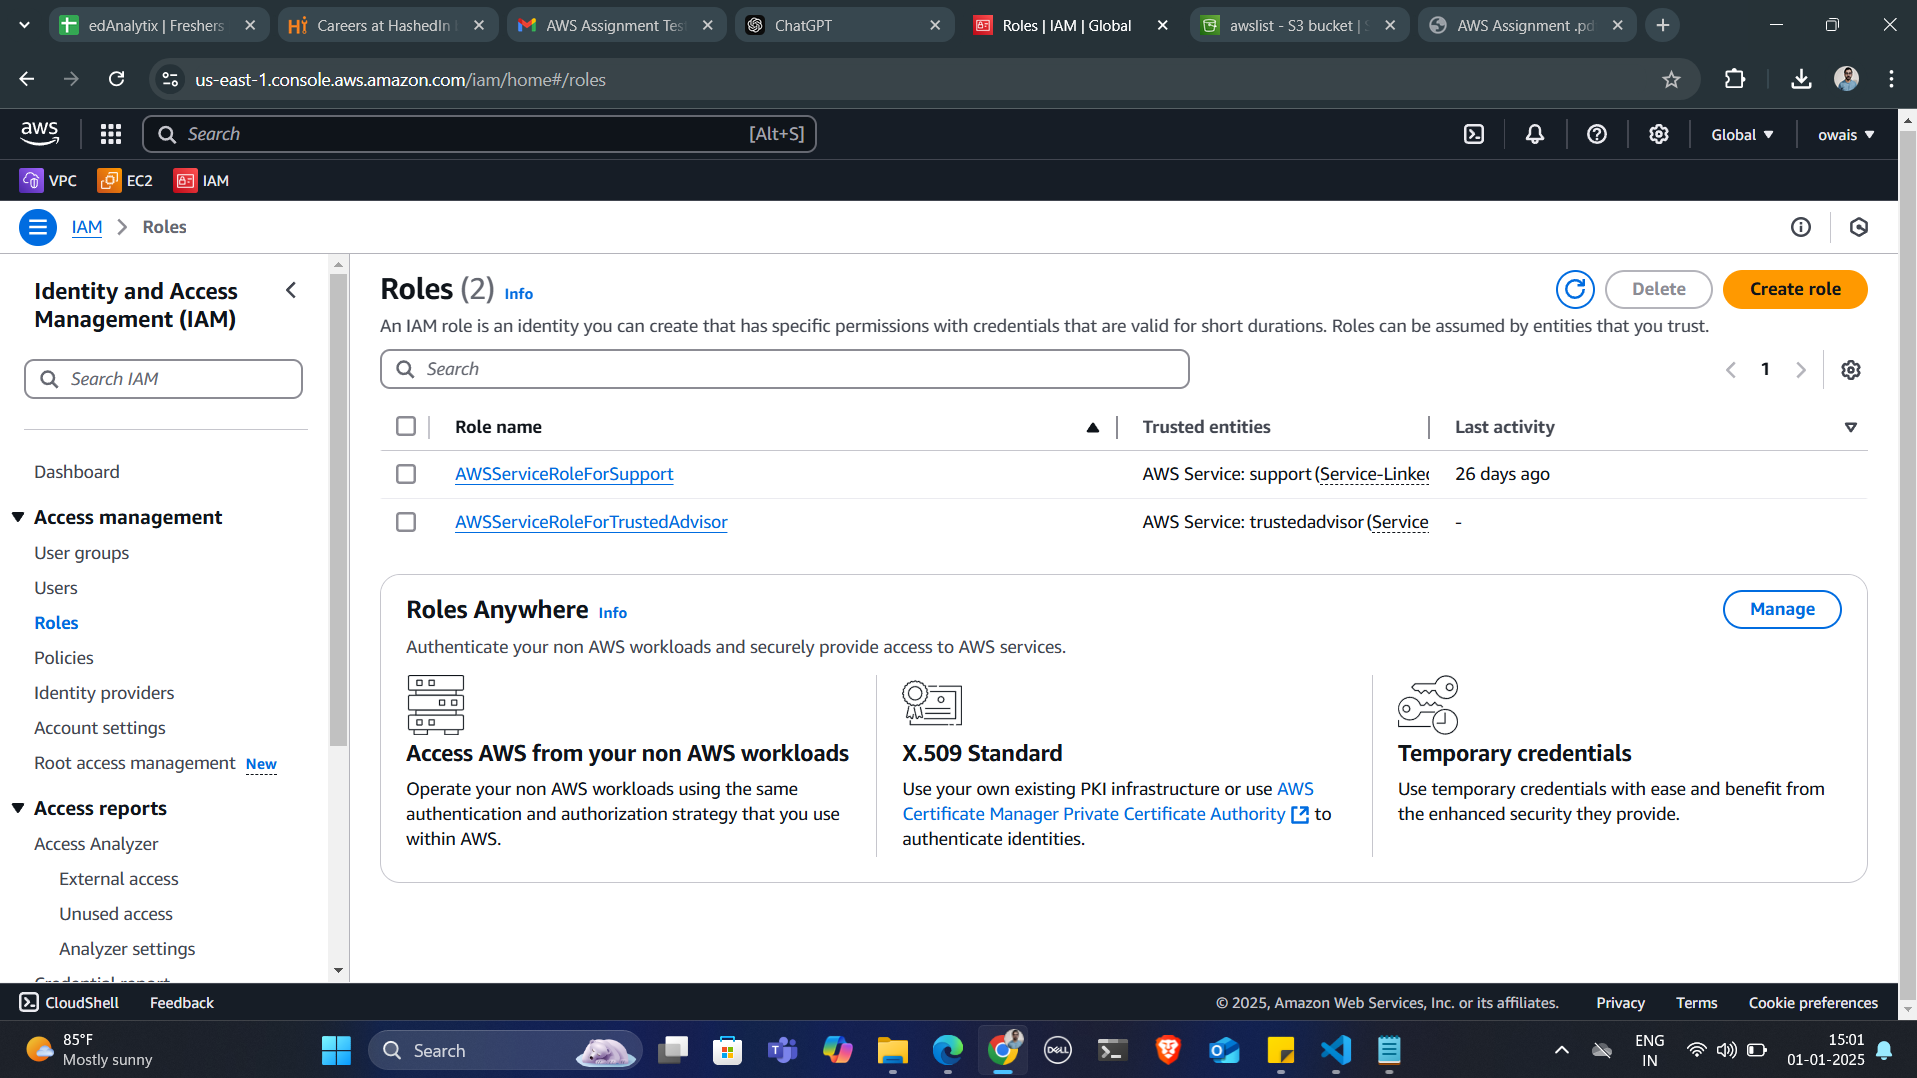 edAnalytix | Freshers
Careers at HashedIn
AWS Assignment Test
ChatGPT
Roles | IAM | Global
awslist - S3 bucket |
AWS Assignment .pd
us-east-1.console.aws.amazon.com/iam/home#/roles
aws
Search
[Alt+S]
Global
owais
VPC
EC2
IAM
IAM
Roles
Identity and Access
Management (IAM)
Search IAM
Dashboard
Access management
User groups
Users
Roles
Policies
Identity providers
Account settings
Root access management New
Access reports
Access Analyzer
External access
Unused access
Analyzer settings
Credential report
Roles (2) Info
Delete
Create role
An IAM role is an identity you can create that has specific permissions with credentials that are valid for short durations. Roles can be assumed by entities that you trust.
Search
1
Role name
Trusted entities
Last activity
AWSServiceRoleForSupport
AWS Service: support (Service-Linked
26 days ago
AWSServiceRoleForTrustedAdvisor
AWS Service: trustedadvisor (Service
-
Roles Anywhere Info
Manage
Authenticate your non AWS workloads and securely provide access to AWS services.
Access AWS from your non AWS workloads
Operate your non AWS workloads using the same
authentication and authorization strategy that you use
within AWS.
X.509 Standard
Use your own existing PKI infrastructure or use AWS
Certificate Manager Private Certificate Authority to
authenticate identities.
Temporary credentials
Use temporary credentials with ease and benefit from
the enhanced security they provide.
CloudShell
Feedback
© 2025, Amazon Web Services, Inc. or its affiliates.
Privacy
Terms
Cookie preferences
85°F
Mostly sunny
Search
DELL
ENG
IN
15:01
01-01-2025